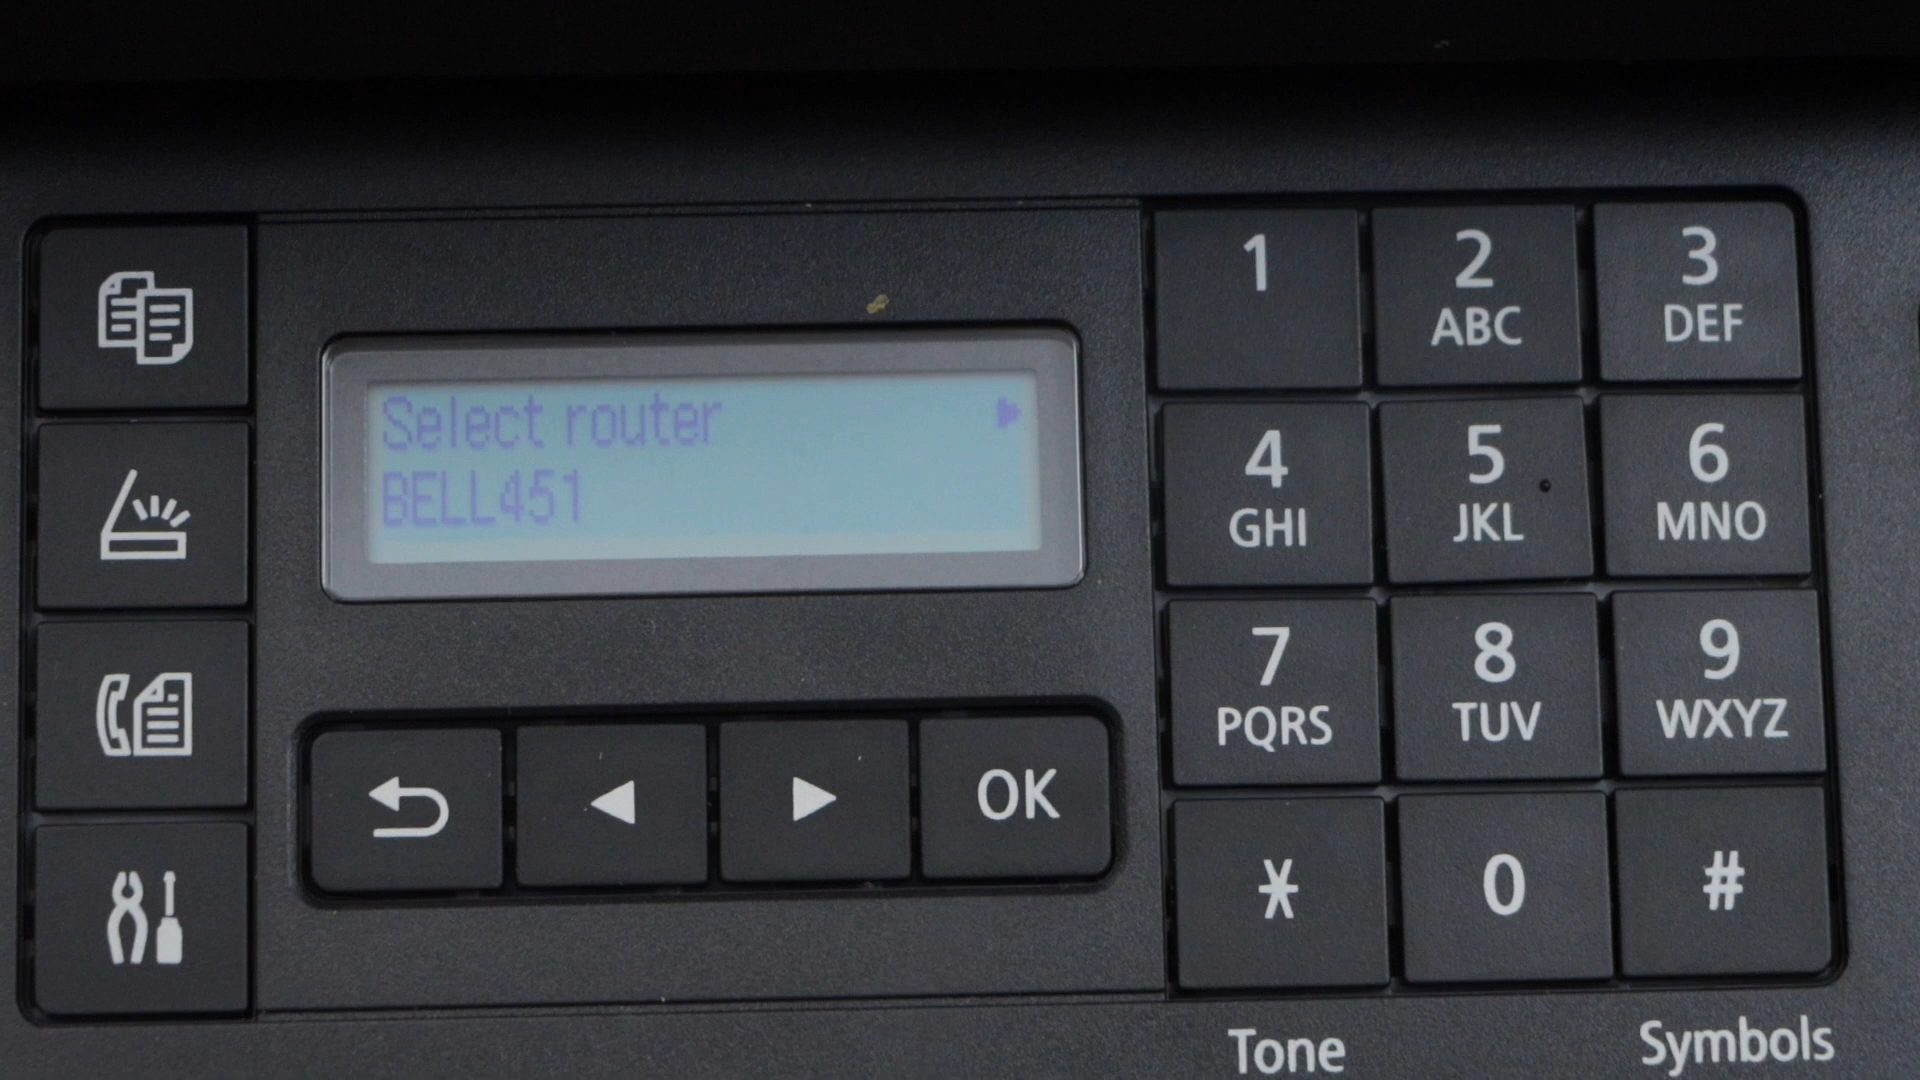 Select router
BELL451
OK
1
2
ABC
3
DEF
4
GHI
5
JKL
6
MNO
7
PQRS
8
TUV
9
WXYZ
*
0
#
Tone
Symbols